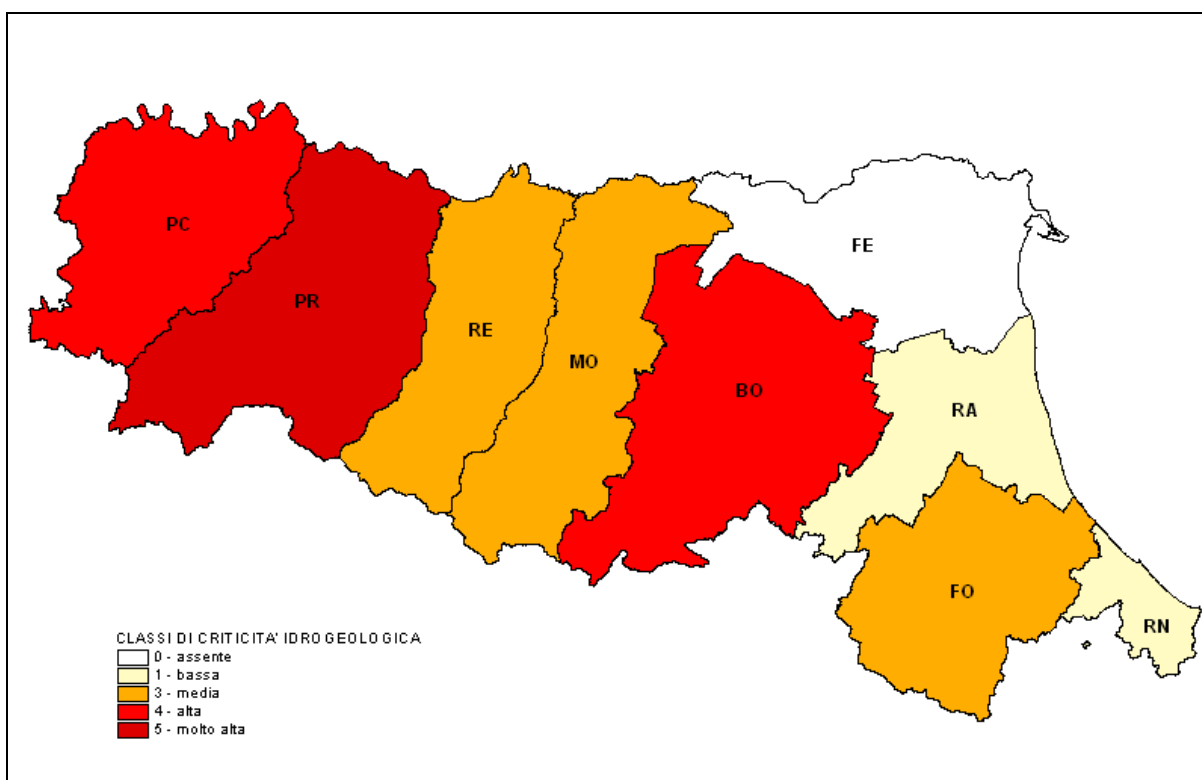 PC
PR
RE
MO
FE
BO
RA
FO
RN
CLASSI DI CRITICITA' IDROGEOLOGICA
0 - assente
1 - bassa
3 - media
4 - alta
5 - molto alta